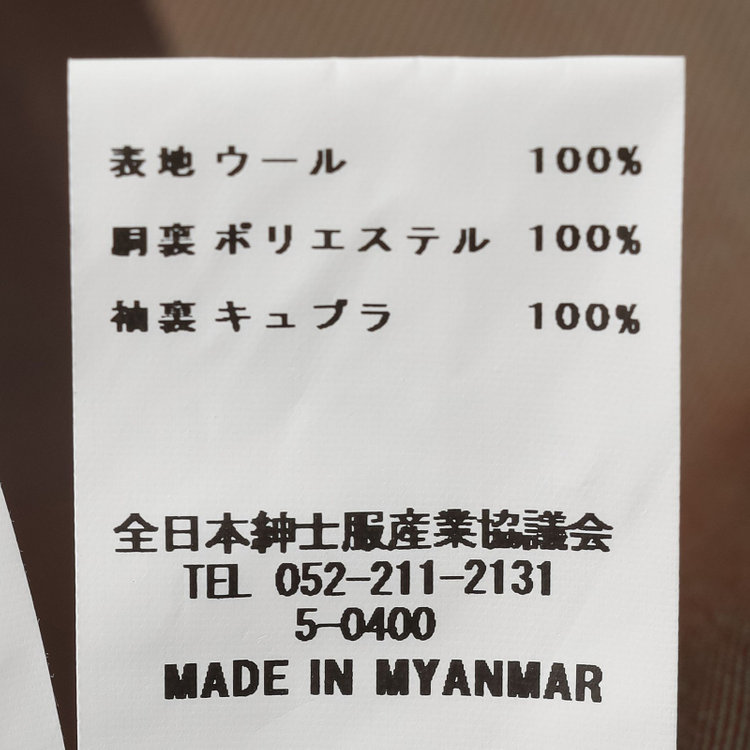 表地 ウール 100%
胴裏 ポリエステル 100%
袖裏 キュプラ 100%
全日本紳士服産業協議会
TEL 052-211-2131
5-0400
MADE IN MYANMAR